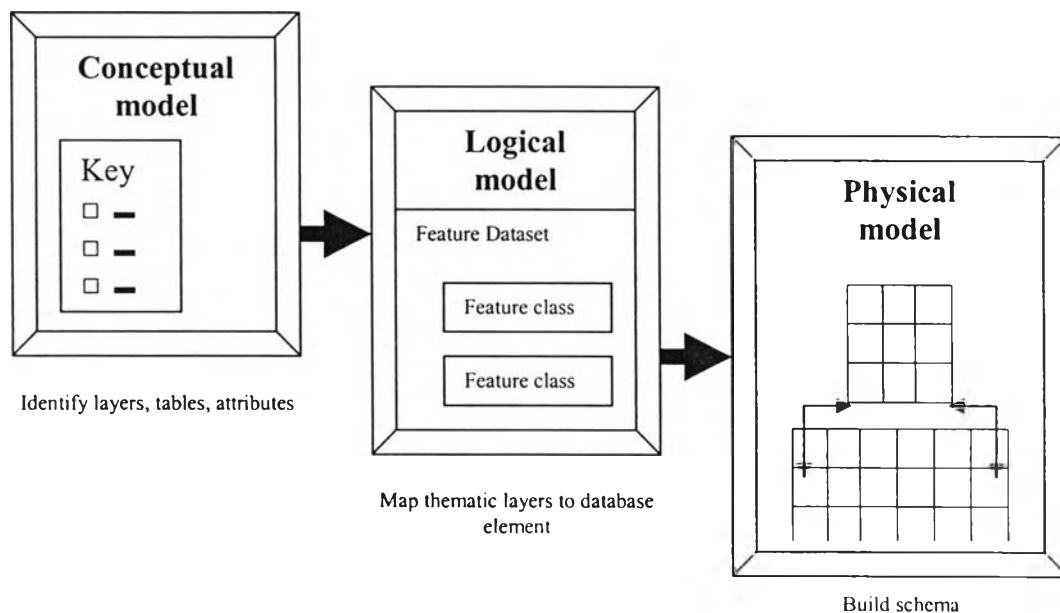 Conceptual
model
Key
Identify layers, tables, attributes
Logical
model
Feature Dataset
Feature class
Feature class
Map thematic layers to database
element
Physical
model
Build schema